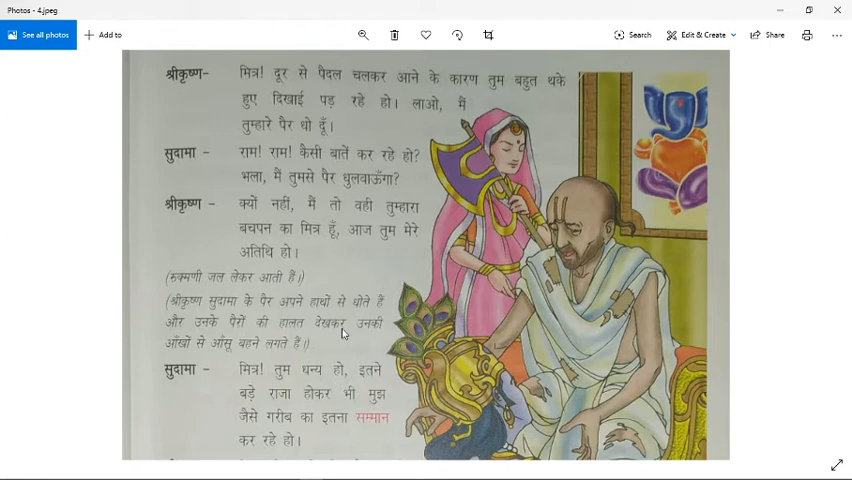 Photos - 4.jpeg
See all photos
Add to
Search
Edit & Create
Share
Print
श्रीकृष्ण- मित्र! दूर से पैदल चलकर आने के कारण तुम बहुत थके
हुए दिखाई पड़ रहे हो। लाओ, मैं
तुम्हारे पैर धो दूँ।
सुदामा - राम! राम! कैसी बातें कर रहे हो?
भला, मैं तुमसे पैर धुलवाऊँगा?
श्रीकृष्ण - क्यों नहीं, मैं तो वही तुम्हारा
बचपन का मित्र हूँ, आज तुम मेरे
अतिथि हो।
(रुक्मणी जल लेकर आती हैं।)
(श्रीकृष्ण सुदामा के पैर अपने हाथों से धोते हैं
और उनके पैरों की हालत देखकर उनकी
आँखों से आँसू बहने लगते हैं।)
सुदामा - मित्र! तुम धन्य हो, इतने
बड़े राजा होकर भी मुझ
जैसे गरीब का इतना सम्मान
कर रहे हो।